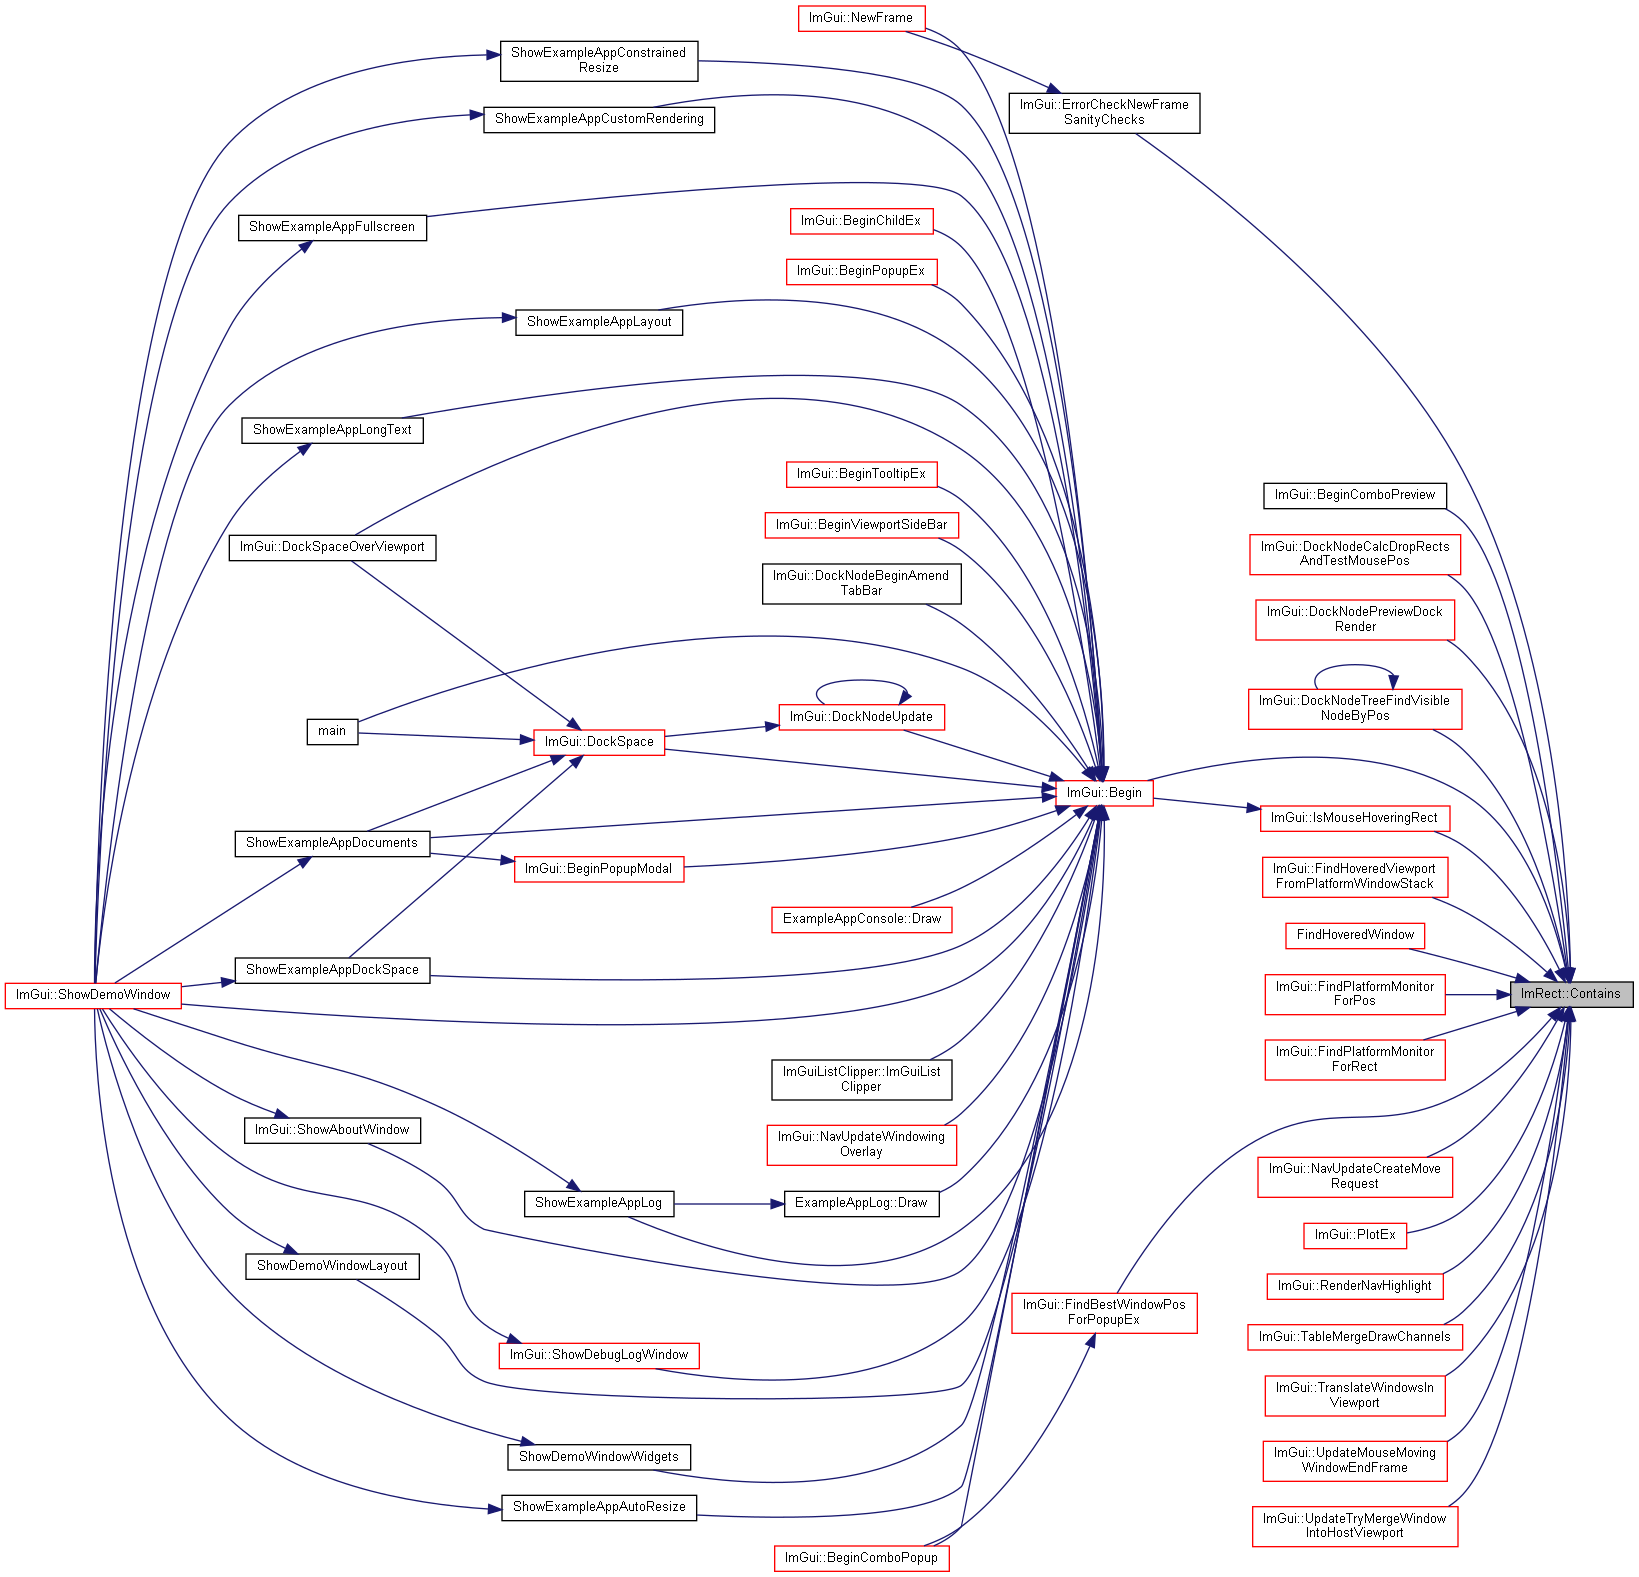 ImGui::NewFrame
ShowExampleAppConstrained
Resize
ImGui::ErrorCheckNewFrame
SanityChecks
ShowExampleAppCustomRendering
ShowExampleAppFullscreen
ImGui::BeginChildEx
ImGui::BeginPopupEx
ShowExampleAppLayout
ShowExampleAppLongText
ImGui::BeginTooltipEx
ImGui::BeginComboPreview
ImGui::BeginViewportSideBar
ImGui::DockSpaceOverViewport
ImGui::DockNodeCalcDropRects
AndTestMousePos
ImGui::DockNodeBeginAmend
TabBar
ImGui::DockNodePreviewDock
Render
ImGui::DockNodeTreeFindVisible
NodeByPos
ImGui::DockNodeUpdate
main
ImGui::DockSpace
ImGui::Begin
ImGui::IsMouseHoveringRect
ShowExampleAppDocuments
ImGui::BeginPopupModal
ImGui::FindHoveredViewport
FromPlatformWindowStack
ExampleAppConsole::Draw
FindHoveredWindow
ShowExampleAppDockSpace
ImGui::ShowDemoWindow
ImGui::FindPlatformMonitor
ForPos
ImRect::Contains
ImGui::FindPlatformMonitor
ForRect
ImGuiListClipper::ImGuiList
Clipper
ImGui::ShowAboutWindow
ImGui::NavUpdateWindowing
Overlay
ImGui::NavUpdateCreateMove
Request
ShowExampleAppLog
ExampleAppLog::Draw
ImGui::PlotEx
ShowDemoWindowLayout
ImGui::RenderNavHighlight
ImGui::FindBestWindowPos
ForPopupEx
ImGui::TableMergeDrawChannels
ImGui::ShowDebugLogWindow
ImGui::TranslateWindowsIn
Viewport
ShowDemoWindowWidgets
ImGui::UpdateMouseMoving
WindowEndFrame
ShowExampleAppAutoResize
ImGui::UpdateTryMergeWindow
IntoHostViewport
ImGui::BeginComboPopup